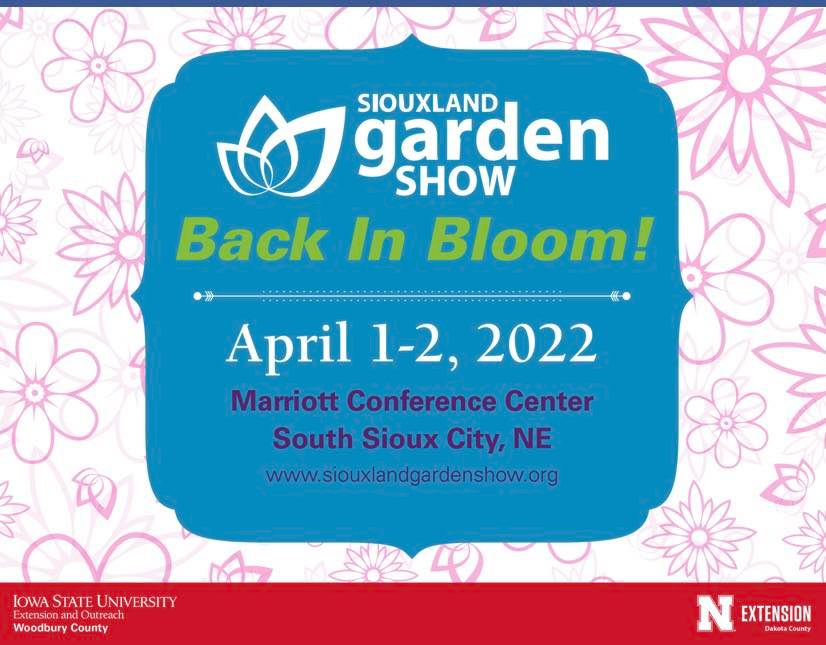 SIOUXLAND
garden
SHOW
Back In Bloom!
April 1-2, 2022
Marriott Conference Center
South Sioux City, NE
www.siouxlandgardenshow.org
IOWA STATE UNIVERSITY
Extension and Outreach
Woodbury County
N EXTENSION
Dakota County